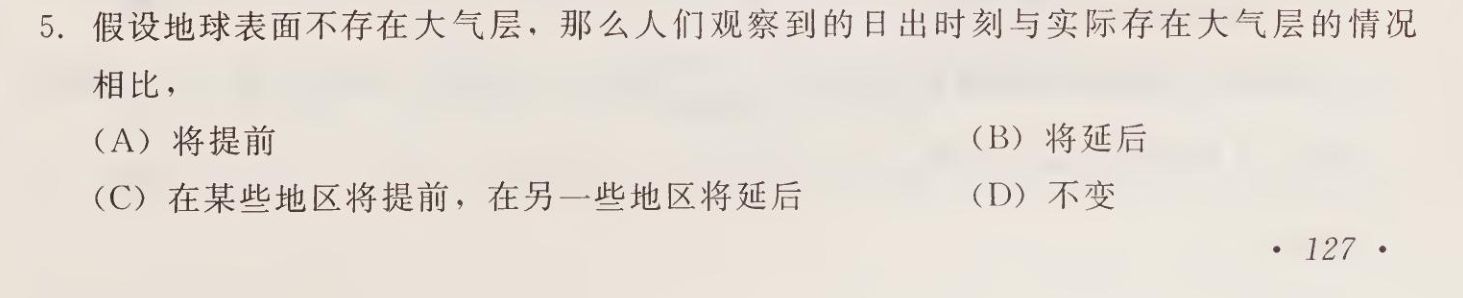 5. 假设地球表面不存在大气层，那么人们观察到的日出时刻与实际存在大气层的情况
相比，
（A）将提前 （B）将延后
（C）在某些地区将提前，在另一些地区将延后 （D）不变
• 127 •